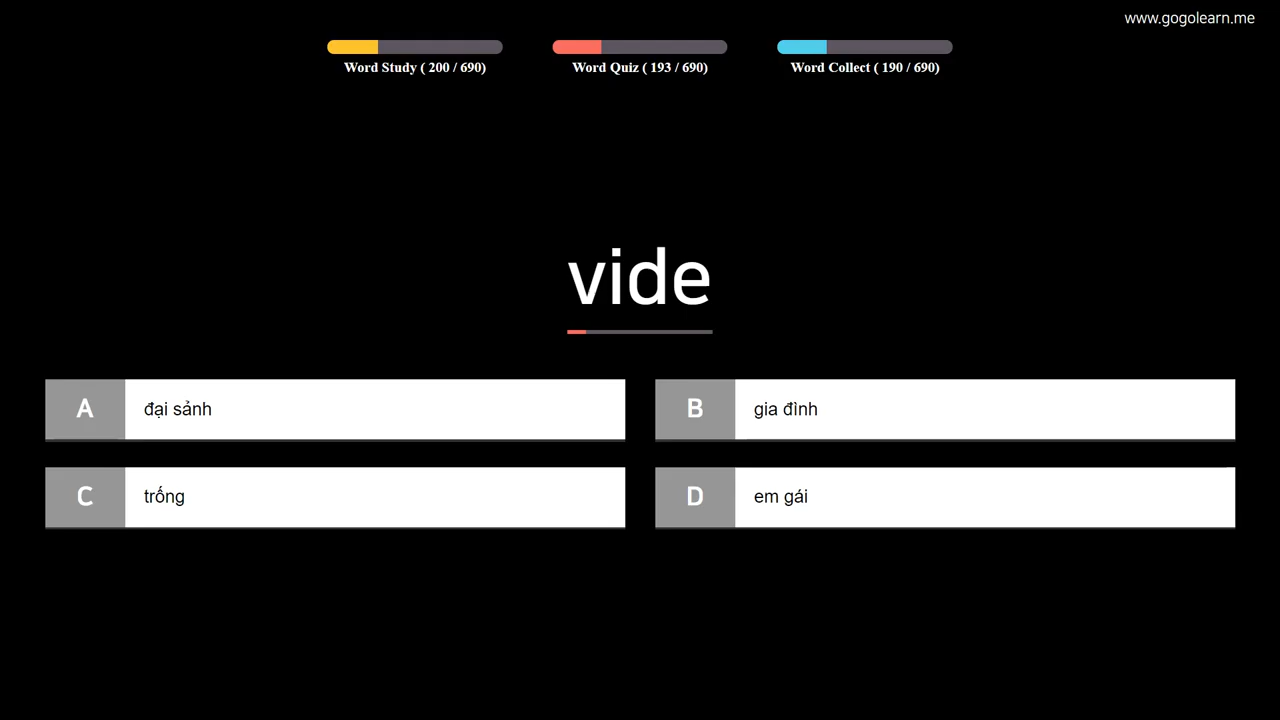 www.gogolearn.me
Word Study ( 200 / 690)
Word Quiz ( 193 / 690)
Word Collect ( 190 / 690)
vide
A đại sảnh
B gia đình
C trống
D em gái